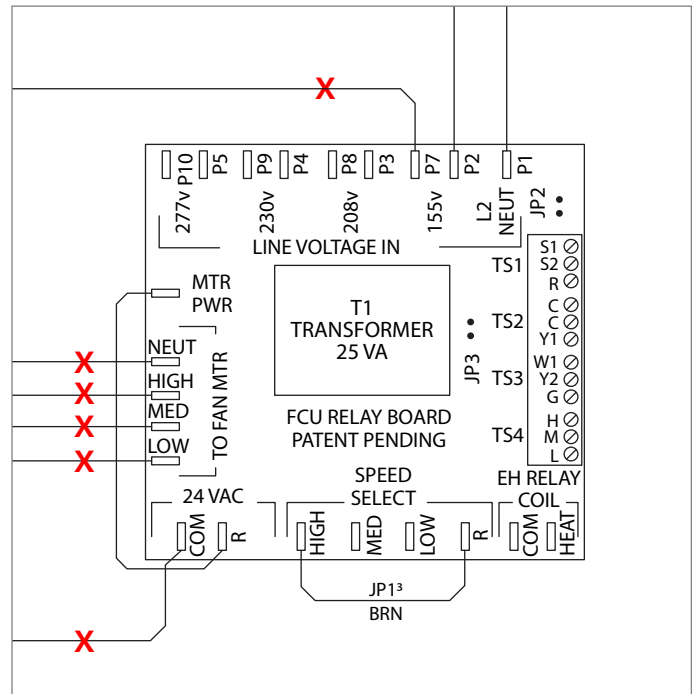 X
P10
P5
P9
P4
P8
P3
P7
P2
P1
277v
230v
208v
155v
L2
NEUT
JP2
LINE VOLTAGE IN
TS1
S1
S2
R
MTR
PWR
T1
TRANSFORMER
25 VA
JP3
TS2
C
C
Y1
X
NEUT
X
HIGH
X
MED
X
LOW
TO FAN MTR
TS3
W1
Y2
G
FCU RELAY BOARD
PATENT PENDING
TS4
H
M
L
24 VAC
SPEED
SELECT
EH RELAY
COIL
COM
R
HIGH
MED
LOW
R
COM
HEAT
JP1³
BRN
X